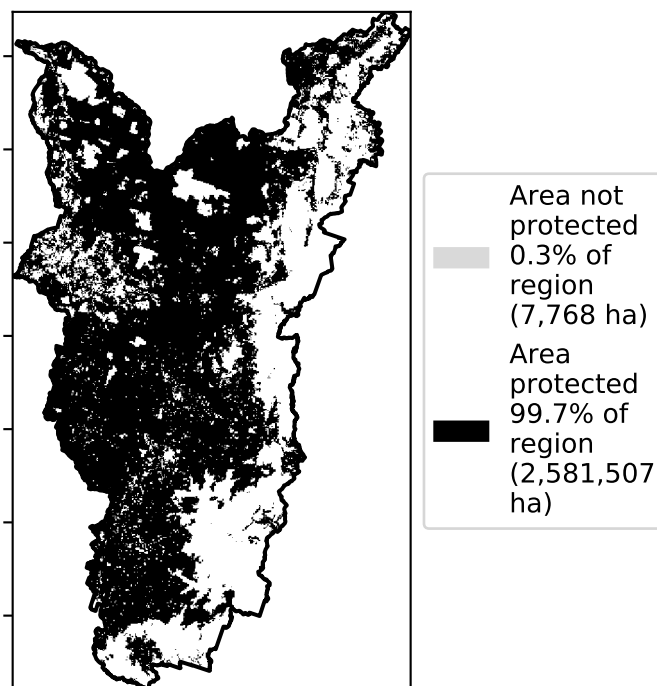 Area not
protected
0.3% of
region
(7,768 ha)
Area
protected
99.7% of
region
(2,581,507
ha)